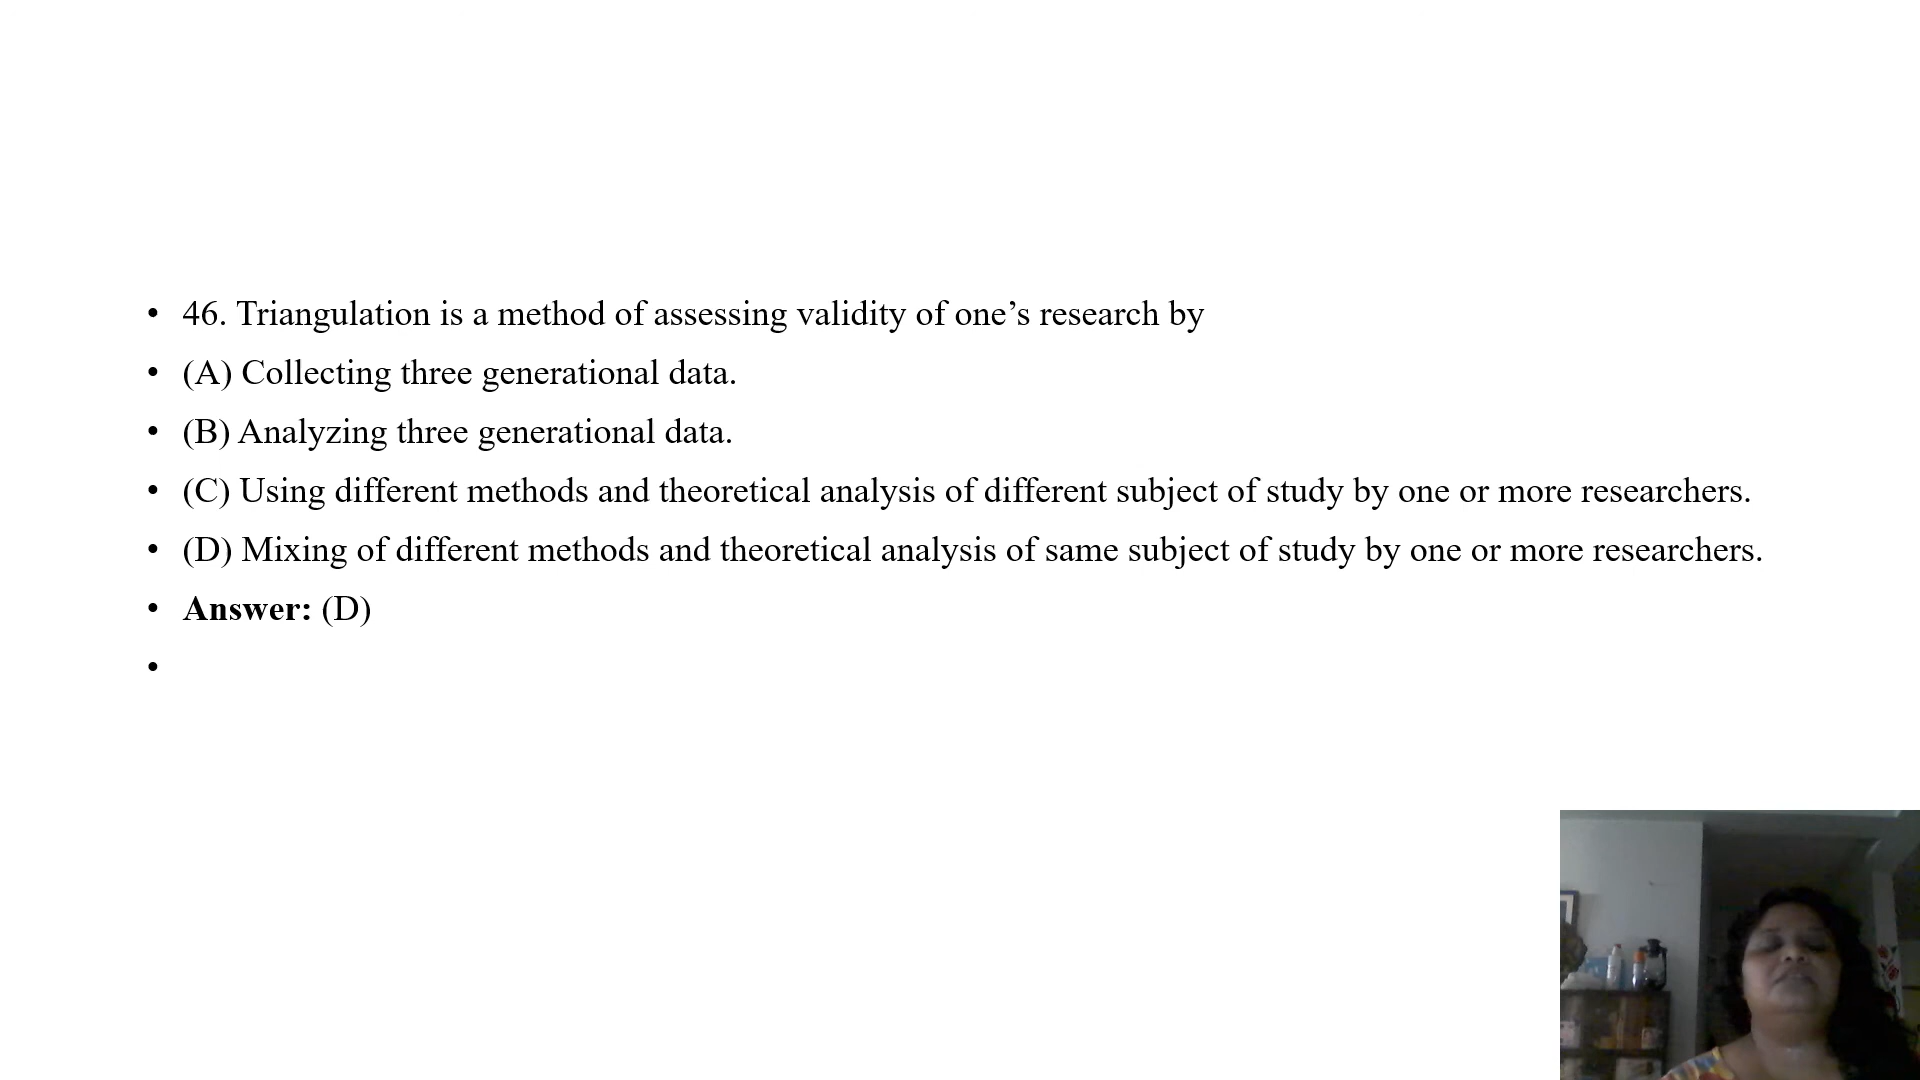 • 46. Triangulation is a method of assessing validity of one’s research by
• (A) Collecting three generational data.
• (B) Analyzing three generational data.
• (C) Using different methods and theoretical analysis of different subject of study by one or more researchers.
• (D) Mixing of different methods and theoretical analysis of same subject of study by one or more researchers.
• Answer: (D)
•